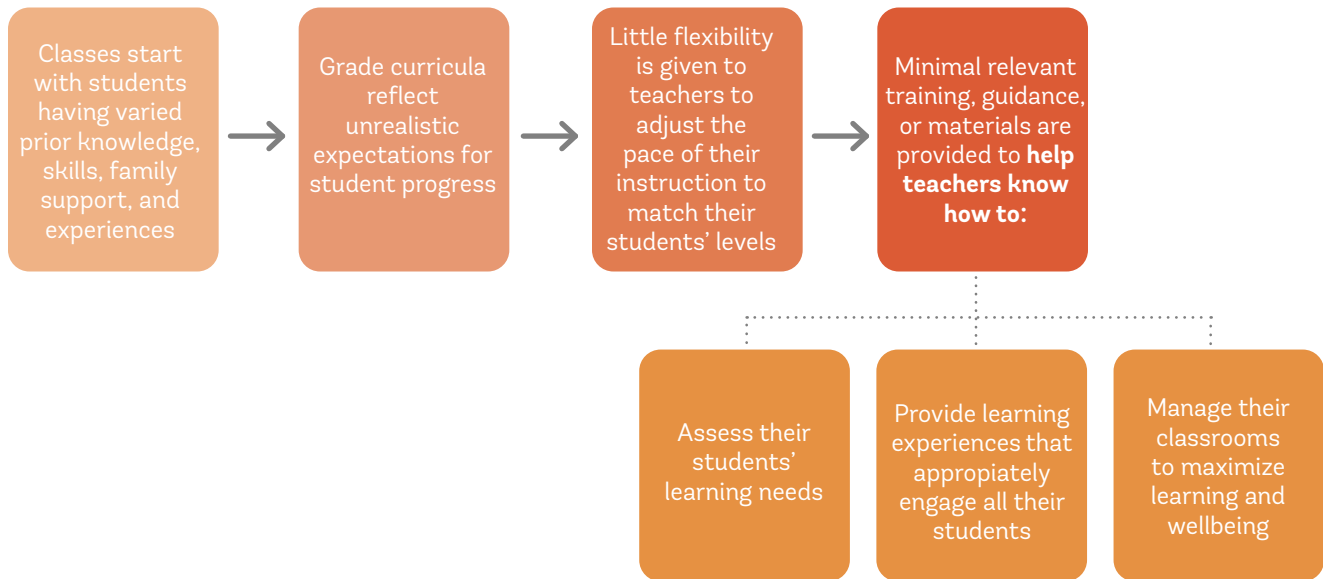 Classes start
with students
having varied
prior knowledge,
skills, family
support, and
experiences
Grade curricula
reflect
unrealistic
expectations for
student progress
Little flexibility
is given to
teachers to
adjust the
pace of their
instruction to
match their
students’ levels
Minimal relevant
training, guidance,
or materials are
provided to help
teachers know
how to:
Assess their
students’
learning needs
Provide learning
experiences that
appropiately
engage all their
students
Manage their
classrooms
to maximize
learning and
wellbeing